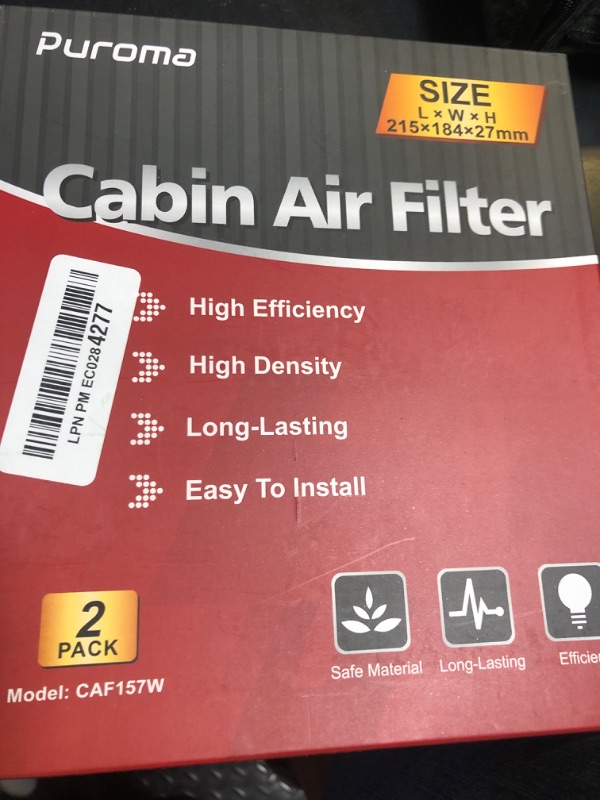 Puroma
SIZE
L × W × H
215×184×27mm
Cabin Air Filter
LPN PM EC0284277
High Efficiency
High Density
Long-Lasting
Easy To Install
2
PACK
Model: CAF157W
Safe Material
Long-Lasting
Efficien